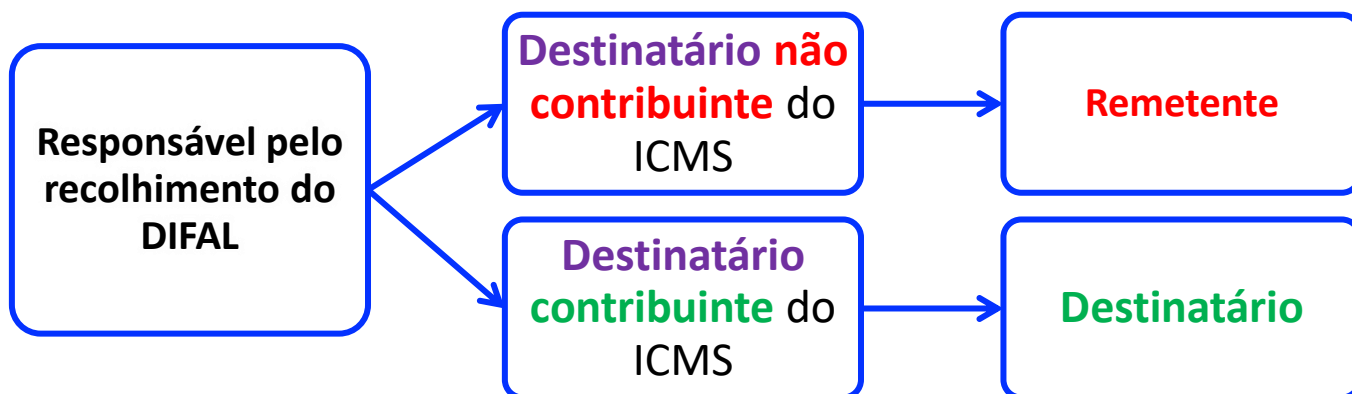 Responsável pelo
recolhimento do
DIFAL
Destinatário não
contribuinte do
ICMS
Remetente
Destinatário
contribuinte do
ICMS
Destinatário